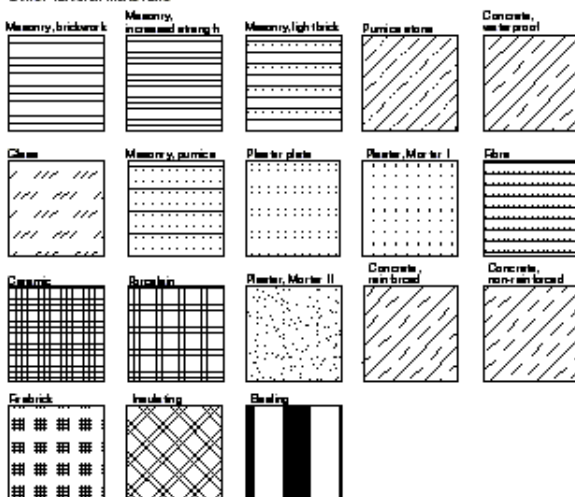 Masonry, brickwork
Masonry,
increased strength
Masonry, light brick
Pumice stone
Concrete,
waterproof
Glass
Masonry, pumice
Plaster plate
Plaster, Mortar I
Fibre
Ceramic
Porcelain
Plaster, Mortar II
Concrete,
reinforced
Concrete,
non-reinforced
Firebrick
Insulating